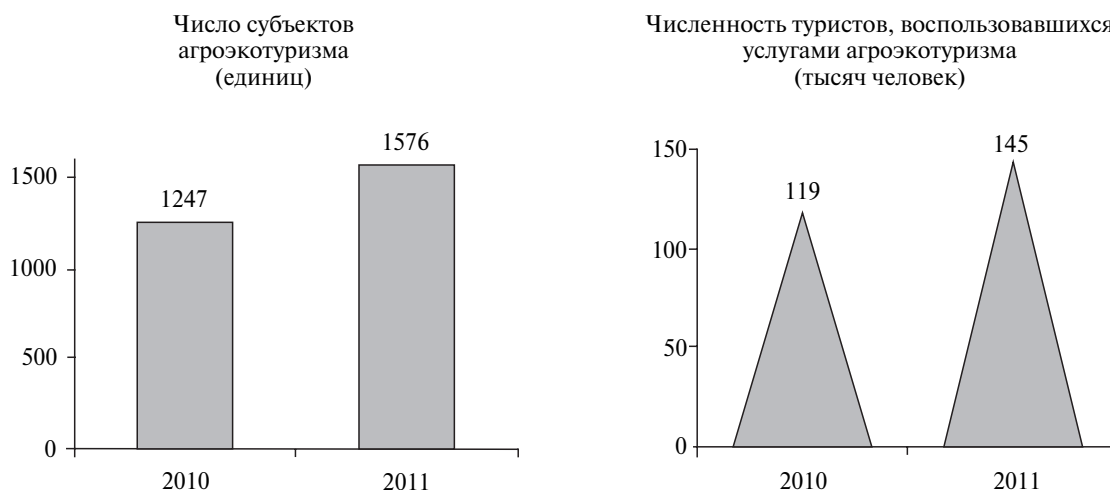 Число субъектов
агроэкотуризма
(единиц)
1500
1000
500
0
1247
1576
2010
2011
Численность туристов, воспользовавшихся
услугами агроэкотуризма
(тысяч человек)
150
100
50
0
119
145
2010
2011